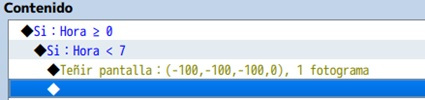 Contenido
◆Si：Hora ≥ 0
◆Si：Hora < 7
◆Teñir pantalla：(-100,-100,-100,0), 1 fotograma
◆